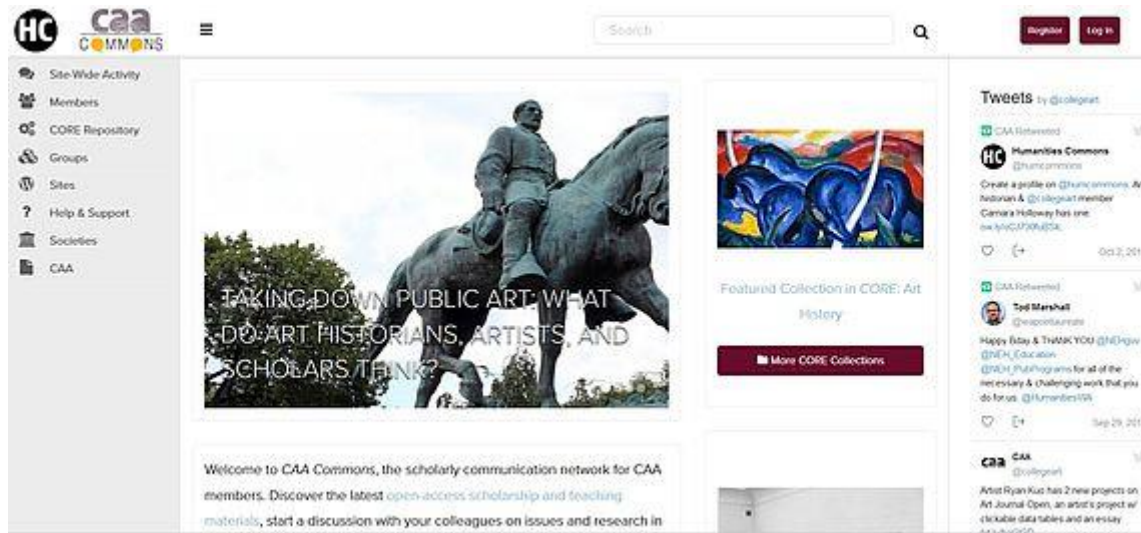 HC
caa
COMMONS
Search
Register
Log In
Site-Wide Activity
Members
CORE Repository
Groups
Sites
Help & Support
Societies
CAA
TAKING DOWN PUBLIC ART: WHAT
DO ART HISTORIANS, ARTISTS, AND
SCHOLARS THINK?
Welcome to CAA Commons, the scholarly communication network for CAA
members. Discover the latest open-access scholarship and teaching
materials, start a discussion with your colleagues on issues and research in
Featured Collection in CORE: Art
History
More CORE Collections
Tweets by @collegeart
CAA Retweeted
HC
Humanities Commons
@humcommons
Create a profile on @humcommons. Art
historian & @collegeart member
Camara Holloway has one
Oct 2, 201
CAA Retweeted
Tod Marshall
@wapoetlaureate
Happy Bday & THANK YOU @NEHgov
@NEH_Education
@NEH_PubPrograms for all of the
necessary & challenging work that you
do for us. @HumanitiesWA
Sep 29, 201
caa
CAA
@collegeart
Artist Ryan Kuo has 2 new projects on
Art Journal Open, an artist's project w/
clickable data tables and an essay